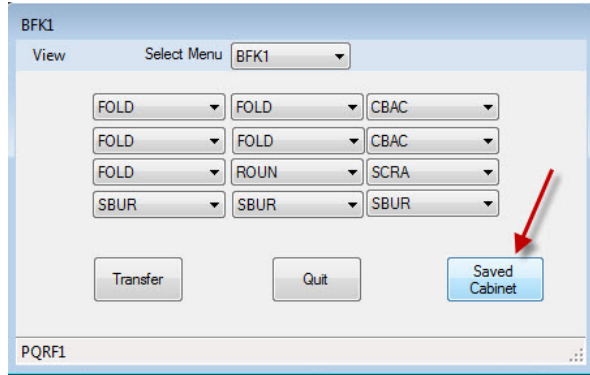 BFK1
View Select Menu BFK1
FOLD FOLD CBAC
FOLD FOLD CBAC
FOLD ROUN SCRA
SBUR SBUR SBUR
Transfer Quit Saved
Cabinet
PQRF1